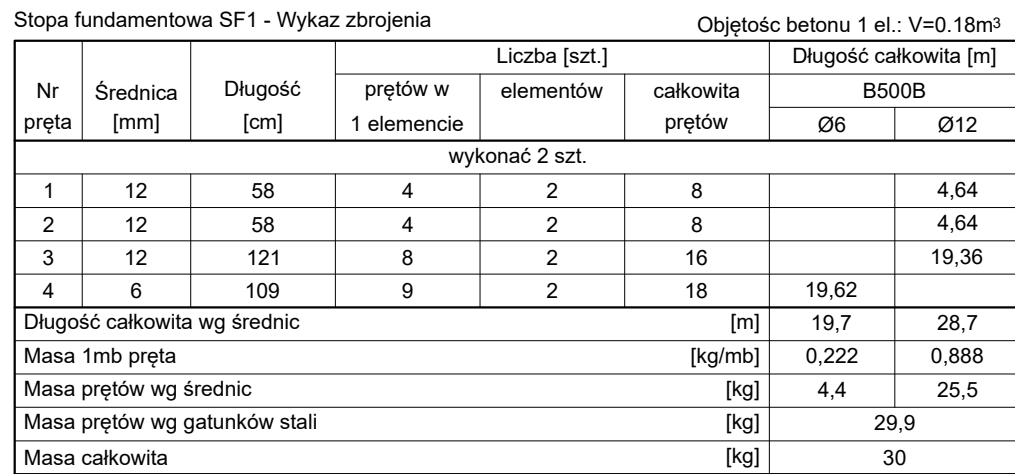 Stopa fundamentowa SF1 - Wykaz zbrojenia
Objętośc betonu 1 el.: V=0.18m³
Liczba [szt.] Długość całkowita [m]
Nr Średnica Długość prętów w elementów całkowita B500B
pręta [mm] [cm] 1 elemencie prętów Ø6 Ø12
wykonać 2 szt.
1 12 58 4 2 8 4,64
2 12 58 4 2 8 4,64
3 12 121 8 2 16 19,36
4 6 109 9 2 18 19,62
Długość całkowita wg średnic [m] 19,7 28,7
Masa 1mb pręta [kg/mb] 0,222 0,888
Masa prętów wg średnic [kg] 4,4 25,5
Masa prętów wg gatunków stali [kg] 29,9
Masa całkowita [kg] 30